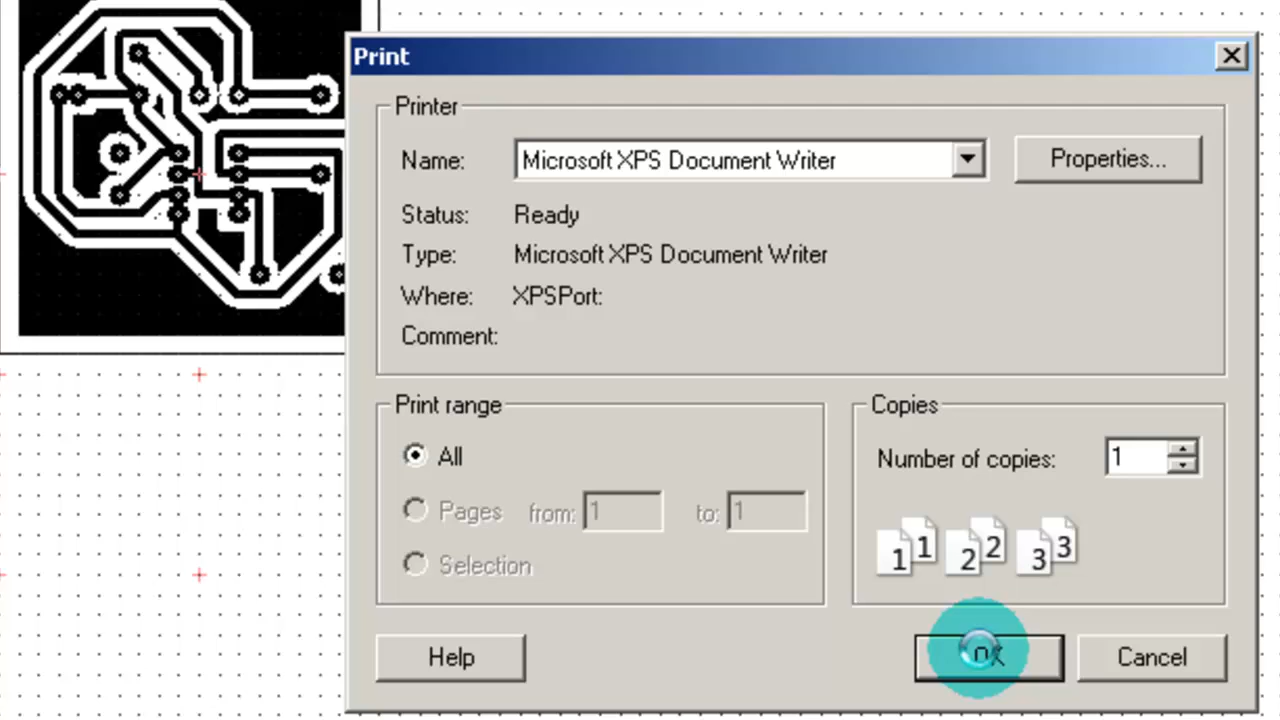 Print
Printer
Name: Microsoft XPS Document Writer Properties...
Status: Ready
Type: Microsoft XPS Document Writer
Where: XPSPort:
Comment:
Print range
All
Pages from: 1 to: 1
Selection
Copies
Number of copies: 1
1 1 2 2 3 3
Help OK Cancel